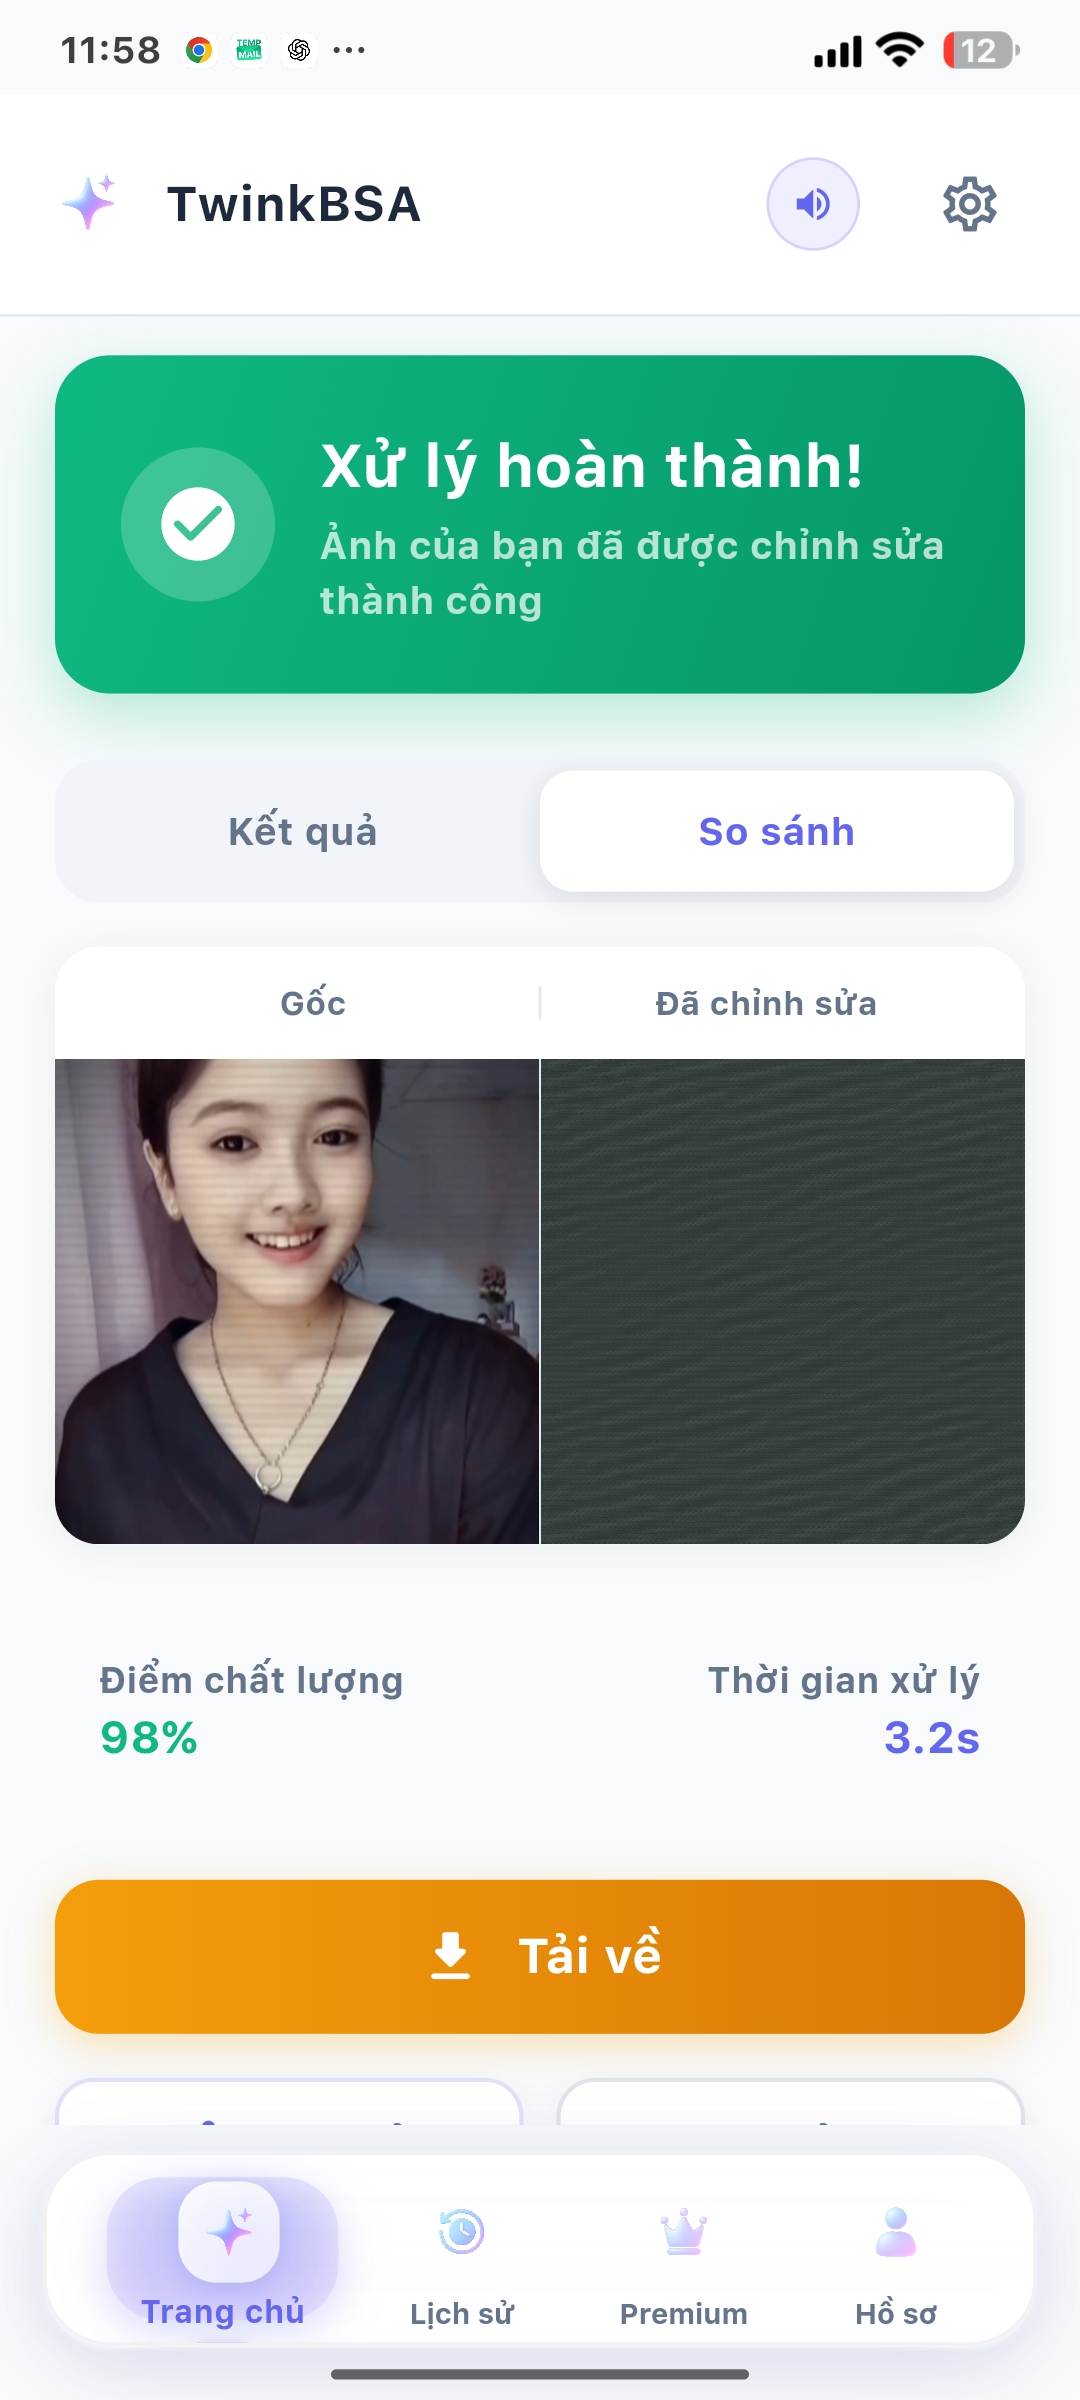 11:58
TEMP
MAIL
12
TwinkBSA
Xử lý hoàn thành!
Ảnh của bạn đã được chỉnh sửa
thành công
Kết quả
So sánh
Gốc
Đã chỉnh sửa
Điểm chất lượng
Thời gian xử lý
98%
3.2s
Tải về
Trang chủ
Lịch sử
Premium
Hồ sơ